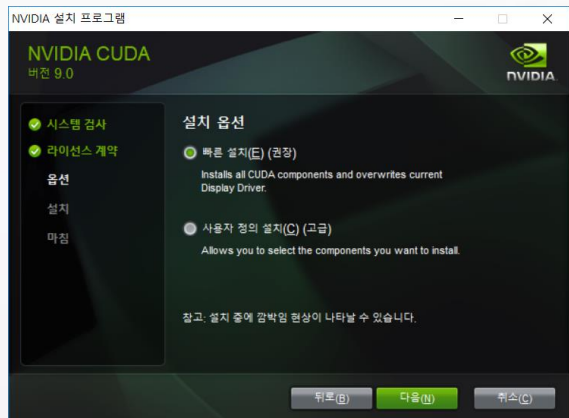 NVIDIA 설치 프로그램
NVIDIA CUDA
버전 9.0
NVIDIA
시스템 검사
라이선스 계약
옵션
설치
마침
설치 옵션
빠른 설치(E) (권장)
Installs all CUDA components and overwrites current
Display Driver.
사용자 정의 설치(C) (고급)
Allows you to select the components you want to install.
참고: 설치 중에 깜박임 현상이 나타날 수 있습니다.
뒤로(B)
다음(N)
취소(C)